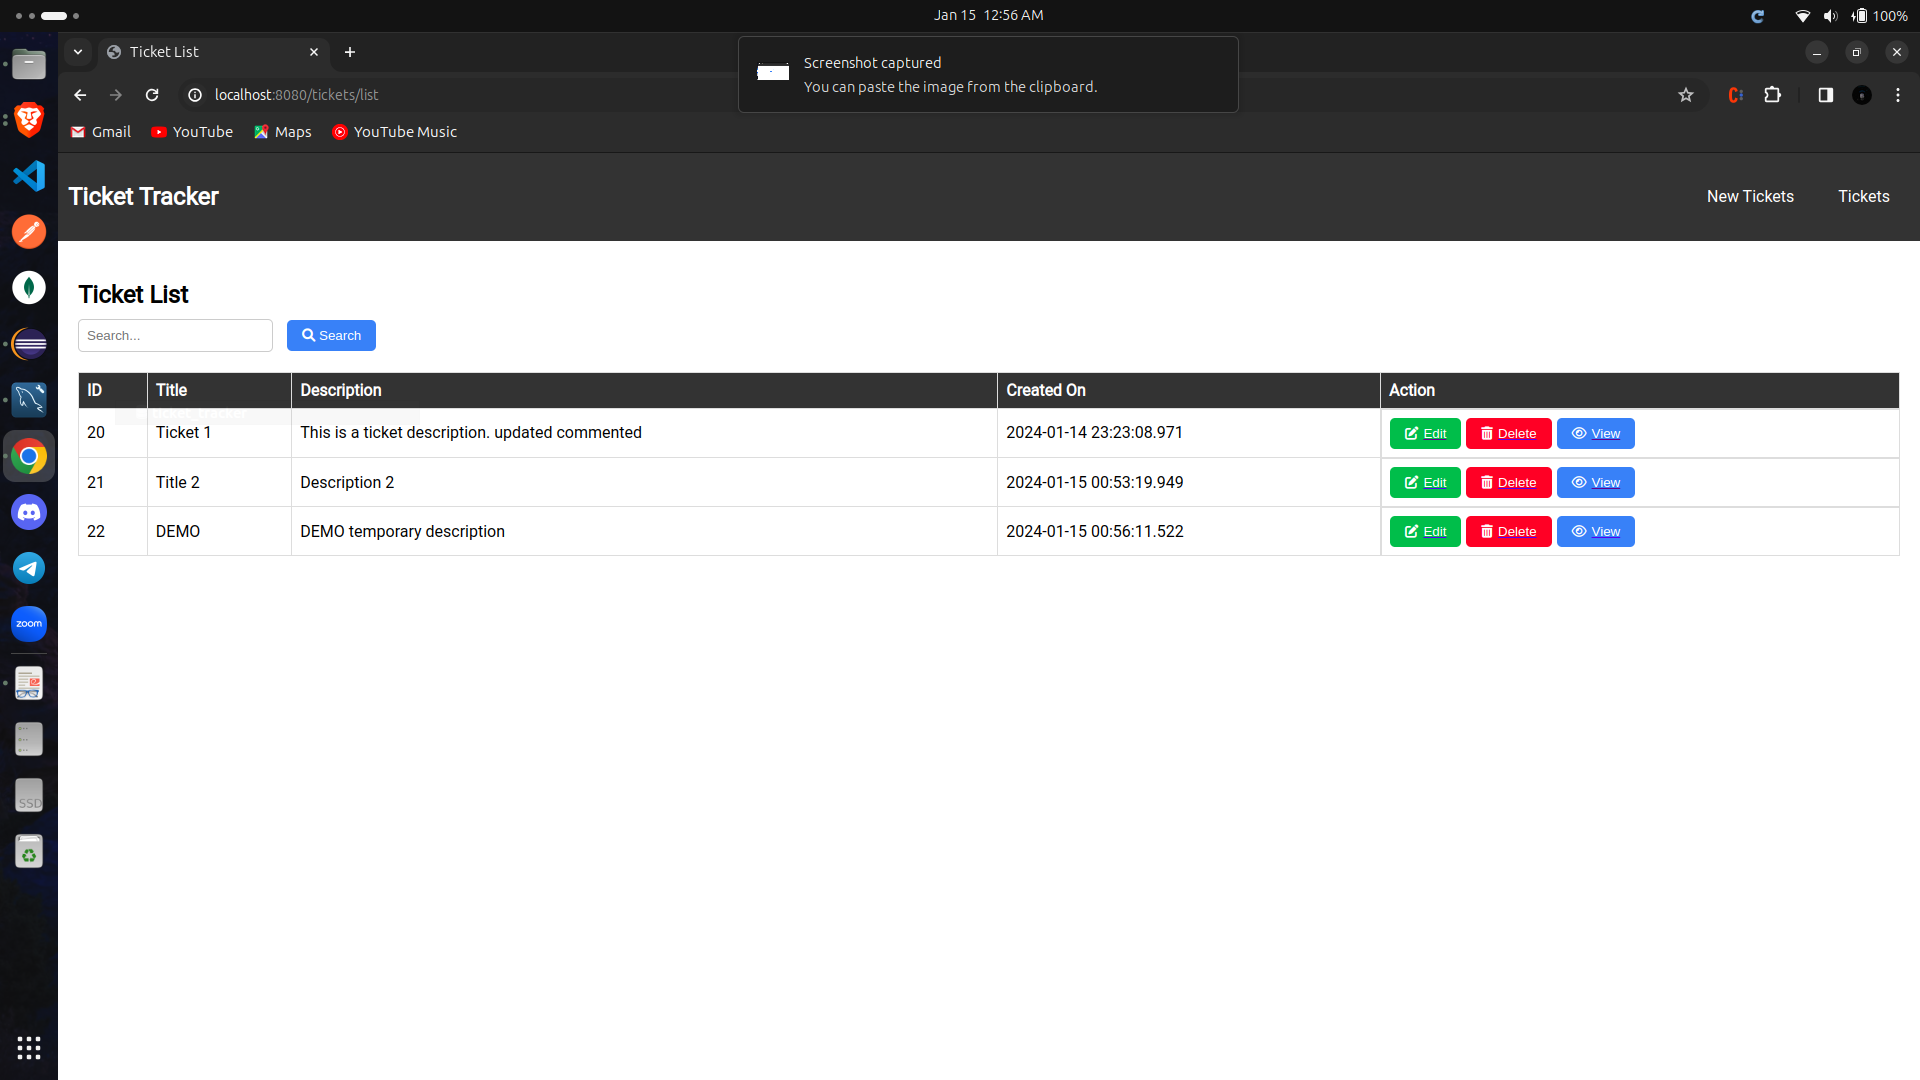 Jan 15 12:56 AM
100%
Ticket List
Screenshot captured
You can paste the image from the clipboard.
localhost:8080/tickets/list
Gmail YouTube Maps YouTube Music
Ticket Tracker New Tickets Tickets
Ticket List
Search... Search
ID Title Description Created On Action
20 Ticket 1 This is a ticket description. updated commented 2024-01-14 23:23:08.971 Edit Delete View
21 Title 2 Description 2 2024-01-15 00:53:19.949 Edit Delete View
22 DEMO DEMO temporary description 2024-01-15 00:56:11.522 Edit Delete View
zoom
SSD